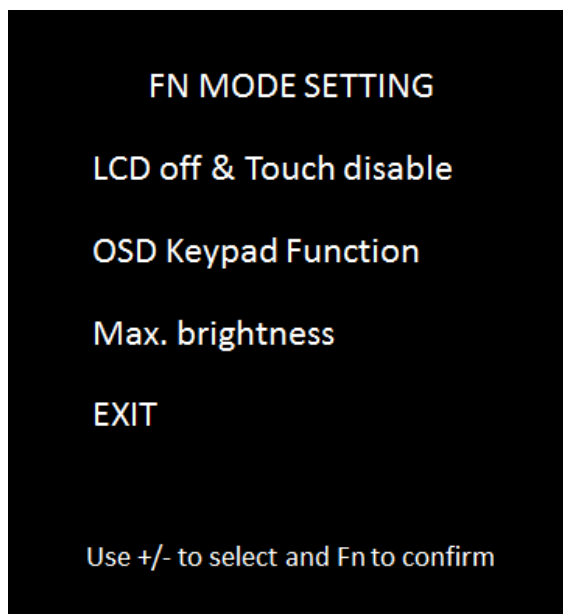 FN MODE SETTING
LCD off & Touch disable
OSD Keypad Function
Max. brightness
EXIT
Use +/- to select and Fn to confirm